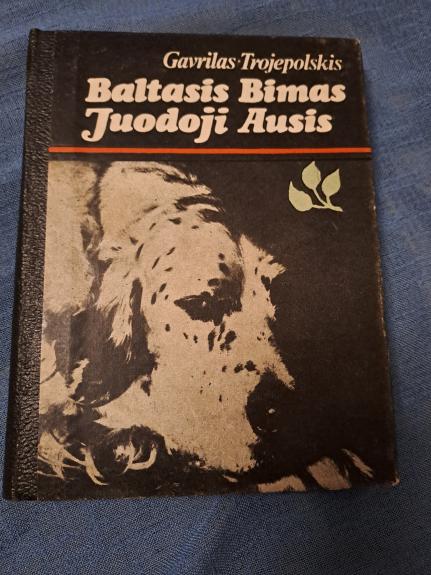 Gavrilas Trojepolskis
Baltasis Bimas
Juodoji Ausis